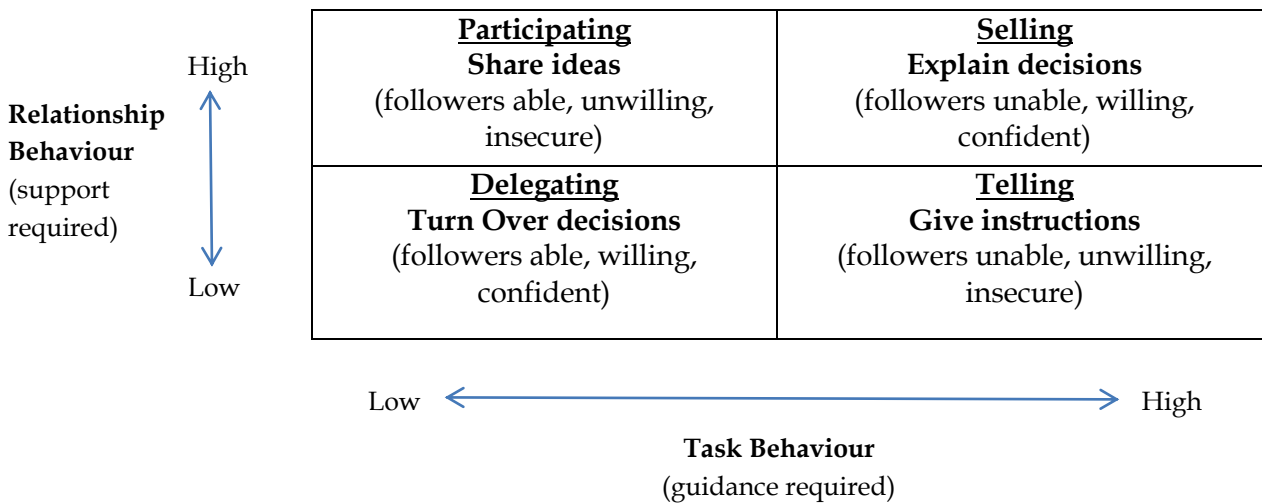 High
Relationship
Behaviour
(support
required)
Low
Participating
Share ideas
(followers able, unwilling,
insecure)
Selling
Explain decisions
(followers unable, willing,
confident)
Delegating
Turn Over decisions
(followers able, willing,
confident)
Telling
Give instructions
(followers unable, unwilling,
insecure)
Low
High
Task Behaviour
(guidance required)